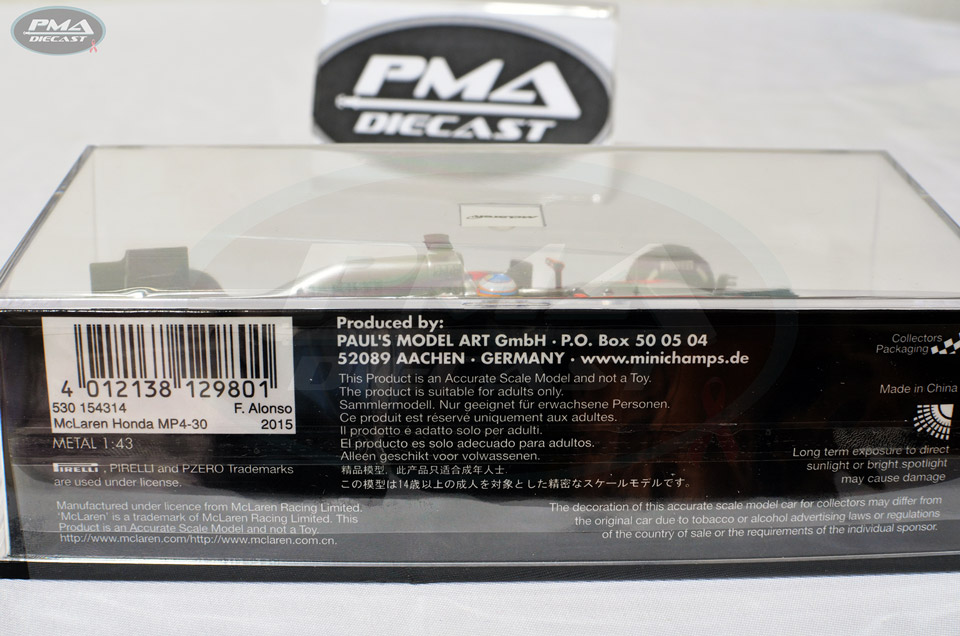 PMA
DIECAST
PMA
DIECAST
PMA
4 012138 129801
530 154314 F. Alonso
McLaren Honda MP4-30 2015
METAL 1:43
PIRELLI , PIRELLI and PZERO Trademarks
are used under license.
Manufactured under licence from McLaren Racing Limited.
'McLaren' is a trademark of McLaren Racing Limited. This
Product is an Accurate Scale Model and not a Toy.
http://www.mclaren.com/http://www.mclaren.com.cn.
Produced by:
PAUL'S MODEL ART GmbH · P.O. Box 50 05 04
52089 AACHEN · GERMANY · www.minichamps.de
This Product is an Accurate Scale Model and not a Toy.
The product is suitable for adults only.
Sammlermodell. Nur geeignet für erwachsene Personen.
Ce produit est réservé uniquement aux adultes.
Il prodotto è adatto solo per adulti.
El producto es solo adecuado para adultos.
Alleen geschikt voor volwassenen.
精品模型，此产品只适合成年人士.
この模型は14歳以上の成人を対象とした精密なスケールモデルです。
Collectors
Packaging
Made in China
Long term exposure to direct
sunlight or bright spotlight
may cause damage
The decoration of this accurate scale model car for collectors may differ from
the original car due to tobacco or alcohol advertising laws or regulations
of the country of sale or the requirements of the individual sponsor.